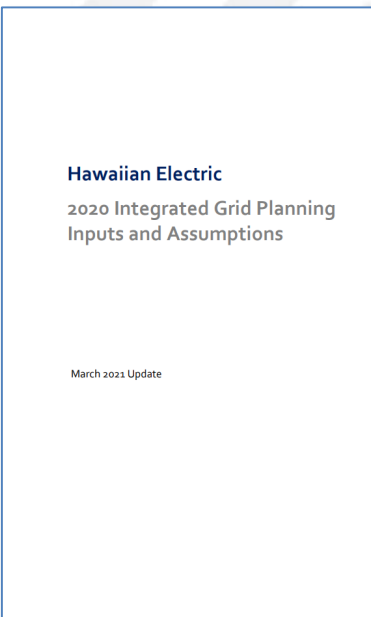 Hawaiian Electric
2020 Integrated Grid Planning
Inputs and Assumptions
March 2021 Update